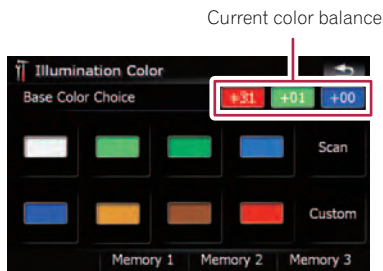 Current color balance
Illumination Color
Base Color Choice +31 +01 +00
Scan
Custom
Memory 1 Memory 2 Memory 3